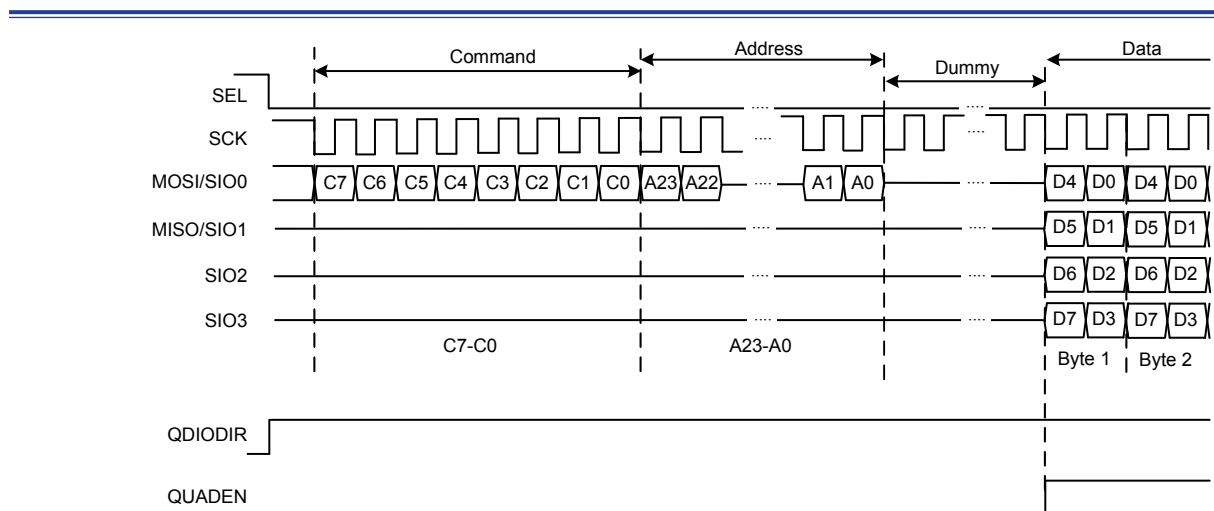 Command Address Dummy Data
SEL .... ....
SCK .... ....
MOSI/SIO0 C7 C6 C5 C4 C3 C2 C1 C0 A23 A22 .... A1 A0 .... D4 D0 D4 D0
MISO/SIO1 .... .... D5 D1 D5 D1
SIO2 .... .... D6 D2 D6 D2
SIO3 .... .... D7 D3 D7 D3
C7-C0 A23-A0 Byte 1 Byte 2
QDIODIR
QUADEN